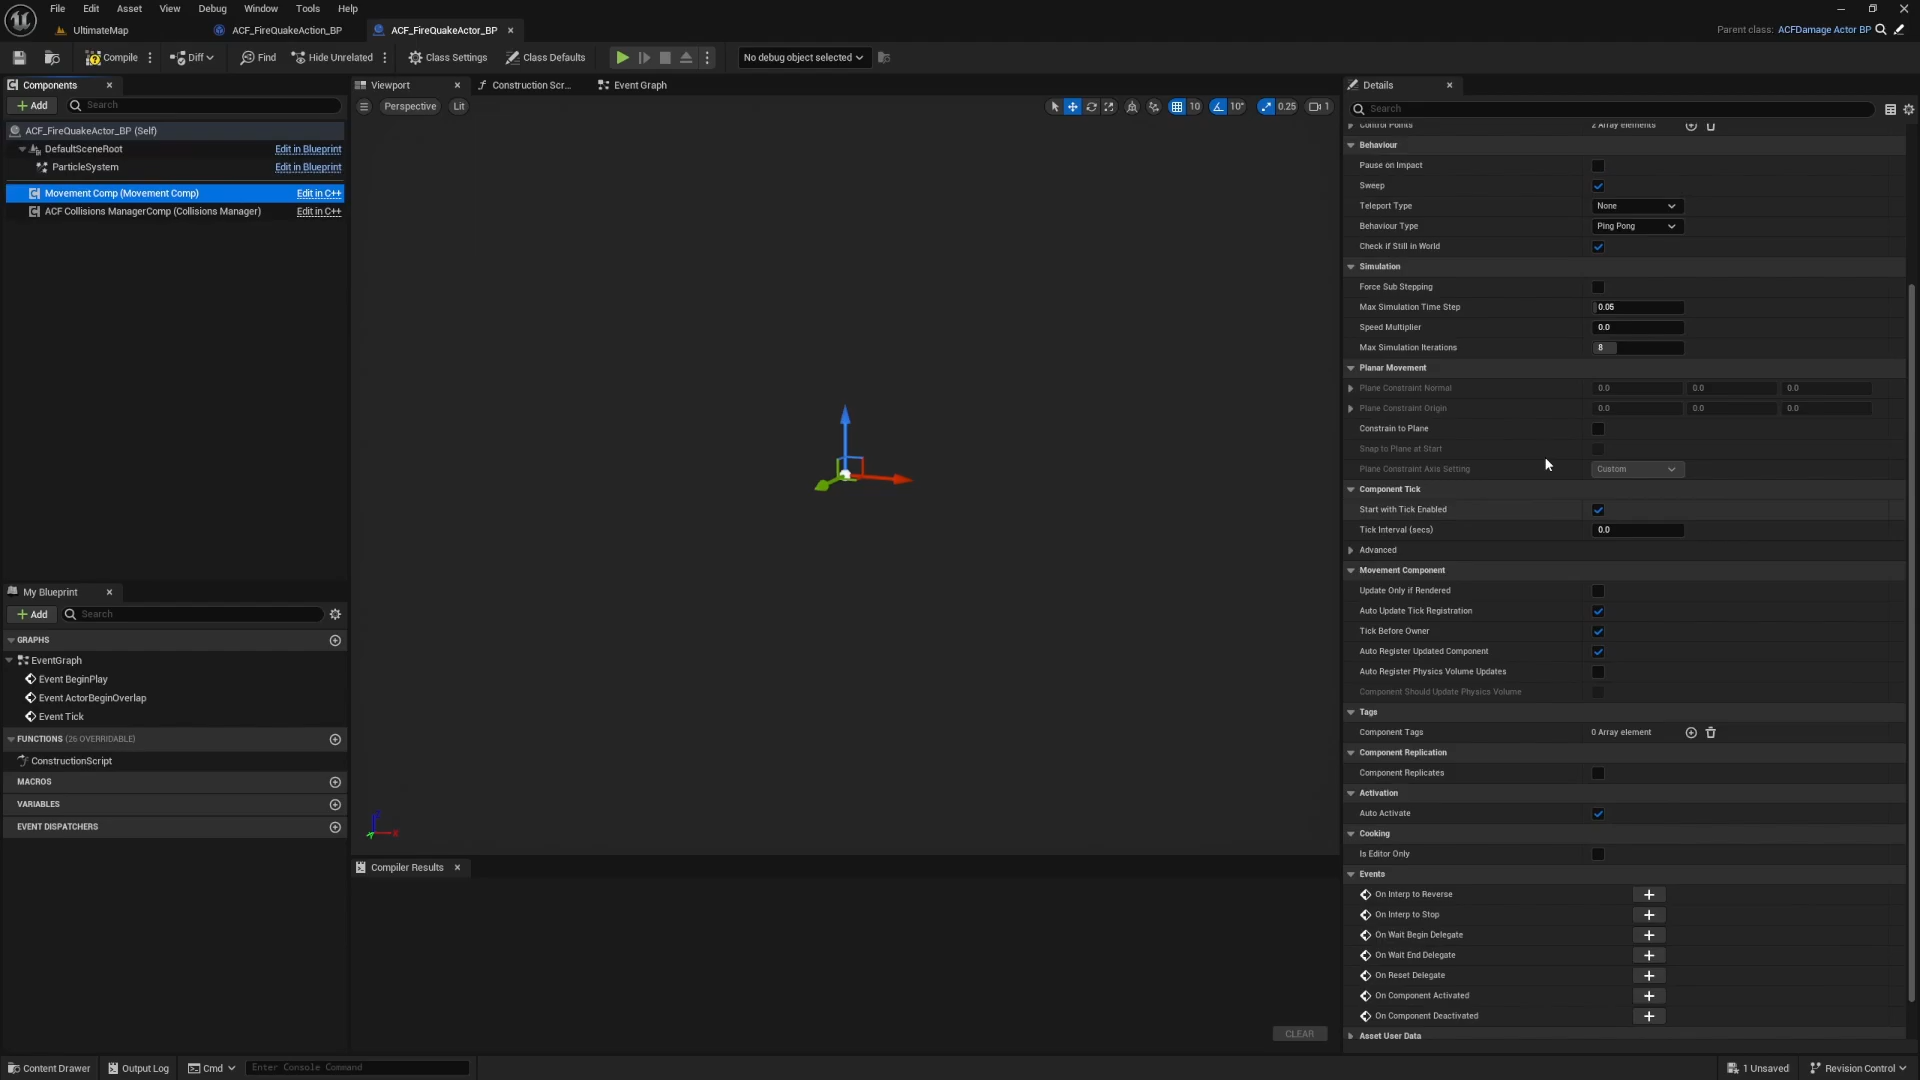 File Edit Asset View Debug Window Tools Help
UltimateMap ACF_FireQuakeAction_BP ACF_FireQuakeActor_BP
Parent class: ACFDamage Actor BP
Compile Diff Find Hide Unrelated Class Settings Class Defaults No debug object selected
Components
Add Search
ACF_FireQuakeActor_BP (Self)
DefaultSceneRoot Edit in Blueprint
ParticleSystem Edit in Blueprint
Movement Comp (Movement Comp) Edit in C++
ACF Collisions ManagerComp (Collisions Manager) Edit in C++
My Blueprint
Add Search
GRAPHS
EventGraph
Event BeginPlay
Event ActorBeginOverlap
Event Tick
FUNCTIONS (26 OVERRIDABLE)
ConstructionScript
MACROS
VARIABLES
EVENT DISPATCHERS
Viewport Construction Scr... Event Graph
Perspective Lit 10 10° 0.25 1
Compiler Results
CLEAR
Details
Search
Control Points 2 Array elements
Behaviour
Pause on Impact
Sweep
Teleport Type None
Behaviour Type Ping Pong
Check if Still in World
Simulation
Force Sub Stepping
Max Simulation Time Step 0.05
Speed Multiplier 0.0
Max Simulation Iterations 8
Planar Movement
Plane Constraint Normal 0.0 0.0 0.0
Plane Constraint Origin 0.0 0.0 0.0
Constrain to Plane
Snap to Plane at Start
Plane Constraint Axis Setting Custom
Component Tick
Start with Tick Enabled
Tick Interval (secs) 0.0
Advanced
Movement Component
Update Only if Rendered
Auto Update Tick Registration
Tick Before Owner
Auto Register Updated Component
Auto Register Physics Volume Updates
Component Should Update Physics Volume
Tags
Component Tags 0 Array element
Component Replication
Component Replicates
Activation
Auto Activate
Cooking
Is Editor Only
Events
On Interp to Reverse
On Interp to Stop
On Wait Begin Delegate
On Wait End Delegate
On Reset Delegate
On Component Activated
On Component Deactivated
Asset User Data
Content Drawer Output Log Cmd Enter Console Command 1 Unsaved Revision Control